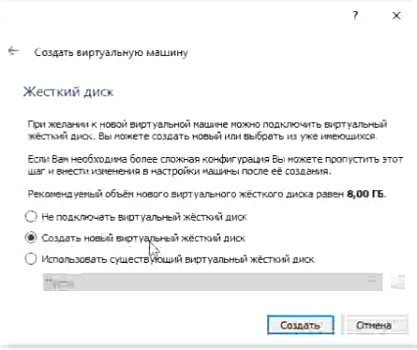 ?
Создать виртуальную машину
Жесткий диск
При желании к новой виртуальной машине можно подключить виртуальный
жёсткий диск. Вы можете создать новый или выбрать из уже имеющихся.
Если Вам необходима более сложная конфигурация Вы можете пропустить этот
шаг и внести изменения в настройки машины после её создания.
Рекомендуемый объём нового виртуального жёсткого диска равен 8,00 ГБ.
Не подключать виртуальный жёсткий диск
Создать новый виртуальный жёсткий диск
Использовать существующий виртуальный жёсткий диск
Создать Отмена